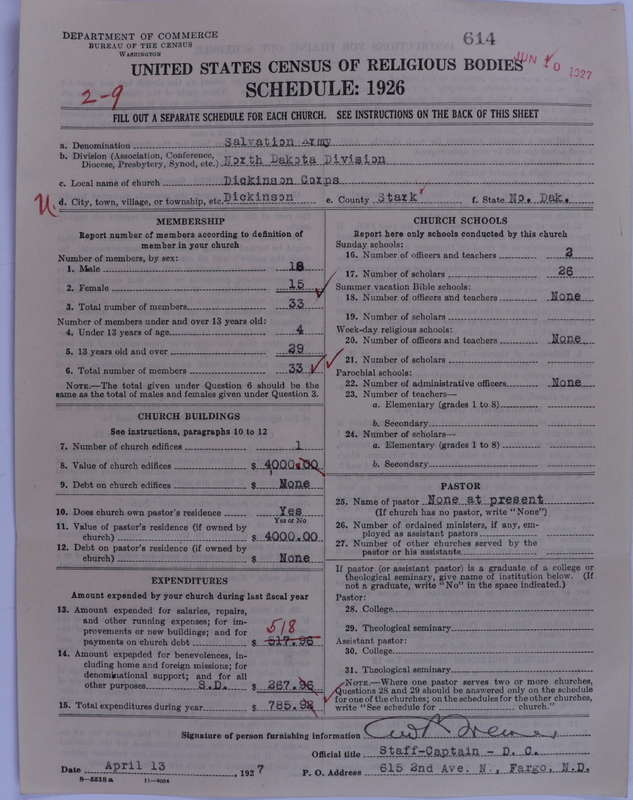 DEPARTMENT OF COMMERCE
BUREAU OF THE CENSUS
WASHINGTON
614
JUN 10 1927
UNITED STATES CENSUS OF RELIGIOUS BODIES
SCHEDULE: 1926
2-9
FILL OUT A SEPARATE SCHEDULE FOR EACH CHURCH. SEE INSTRUCTIONS ON THE BACK OF THIS SHEET
a. Denomination Salvation Army
b. Division (Association, Conference, Diocese, Presbytery, Synod, etc.) North Dakota Division
c. Local name of church Dickinson Corps
d. City, town, village, or township, etc. Dickinson e. County Stark f. State No. Dak.
MEMBERSHIP
Report number of members according to definition of
member in your church
Number of members, by sex:
1. Male 18
2. Female 15
3. Total number of members 33
Number of members under and over 13 years old:
4. Under 13 years of age 4
5. 13 years old and over 29
6. Total number of members 33
NOTE.—The total given under Question 6 should be
same as the total of males and females given under Question 3.
CHURCH BUILDINGS
See instructions, paragraphs 10 to 12
7. Number of church edifices 1
8. Value of church edifices $ 4000.00
9. Debt on church edifices $ None
10. Does church own pastor's residence? Yes
Yes or No
11. Value of pastor's residence (if owned by
church) $ 4000.00
12. Debt on pastor's residence (if owned by
church) $ None
EXPENDITURES
Amount expended by your church during last fiscal year
13. Amount expended for salaries, repairs,
and other running expenses; for im-
provements or new buildings; and for
payments on church debt $ 517.96
518
14. Amount expended for benevolences, in-
cluding home and foreign missions; for
denominational support; and for all
other purposes S.D. $ 267.96
15. Total expenditures during year $ 785.92
CHURCH SCHOOLS
Report here only schools conducted by this church
Sunday schools:
16. Number of officers and teachers 2
17. Number of scholars 26
Summer vacation Bible schools:
18. Number of officers and teachers None
19. Number of scholars
Week-day religious schools:
20. Number of officers and teachers None
21. Number of scholars
Parochial schools:
22. Number of administrative officers None
23. Number of teachers—
a. Elementary (grades 1 to 8)
b. Secondary
24. Number of scholars—
a. Elementary (grades 1 to 8)
b. Secondary
PASTOR
25. Name of pastor None at present
(If church has no pastor, write "None")
26. Number of ordained ministers, if any, em-
ployed as assistant pastors
27. Number of other churches served by the
pastor or his assistants
If pastor (or assistant pastor) is a graduate of a college or
theological seminary, give name of institution below. (If
not a graduate, write "No" in the space indicated.)
Pastor:
28. College
29. Theological seminary
Assistant pastor:
30. College
31. Theological seminary
NOTE.—Where one pastor serves two or more churches,
Questions 28 and 29 should be answered only on the schedule
for one of the churches; on the schedules for the other churches,
write "See schedule for church."
Signature of person furnishing information
Official title Staff-Captain - D. C.
Date April 13, 1927 P. O. Address 615 2nd Ave. N., Fargo, N.D.
8-5518a 11-9064